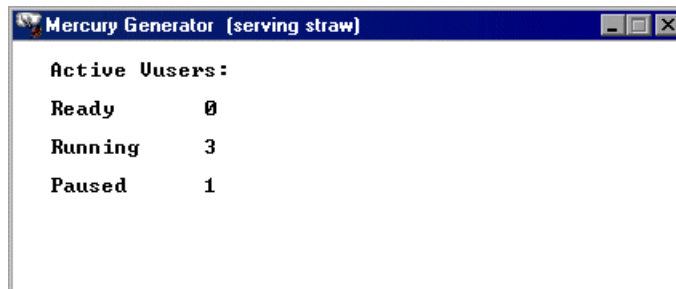 Mercury Generator (serving straw)
Active Vusers:
Ready 0
Running 3
Paused 1